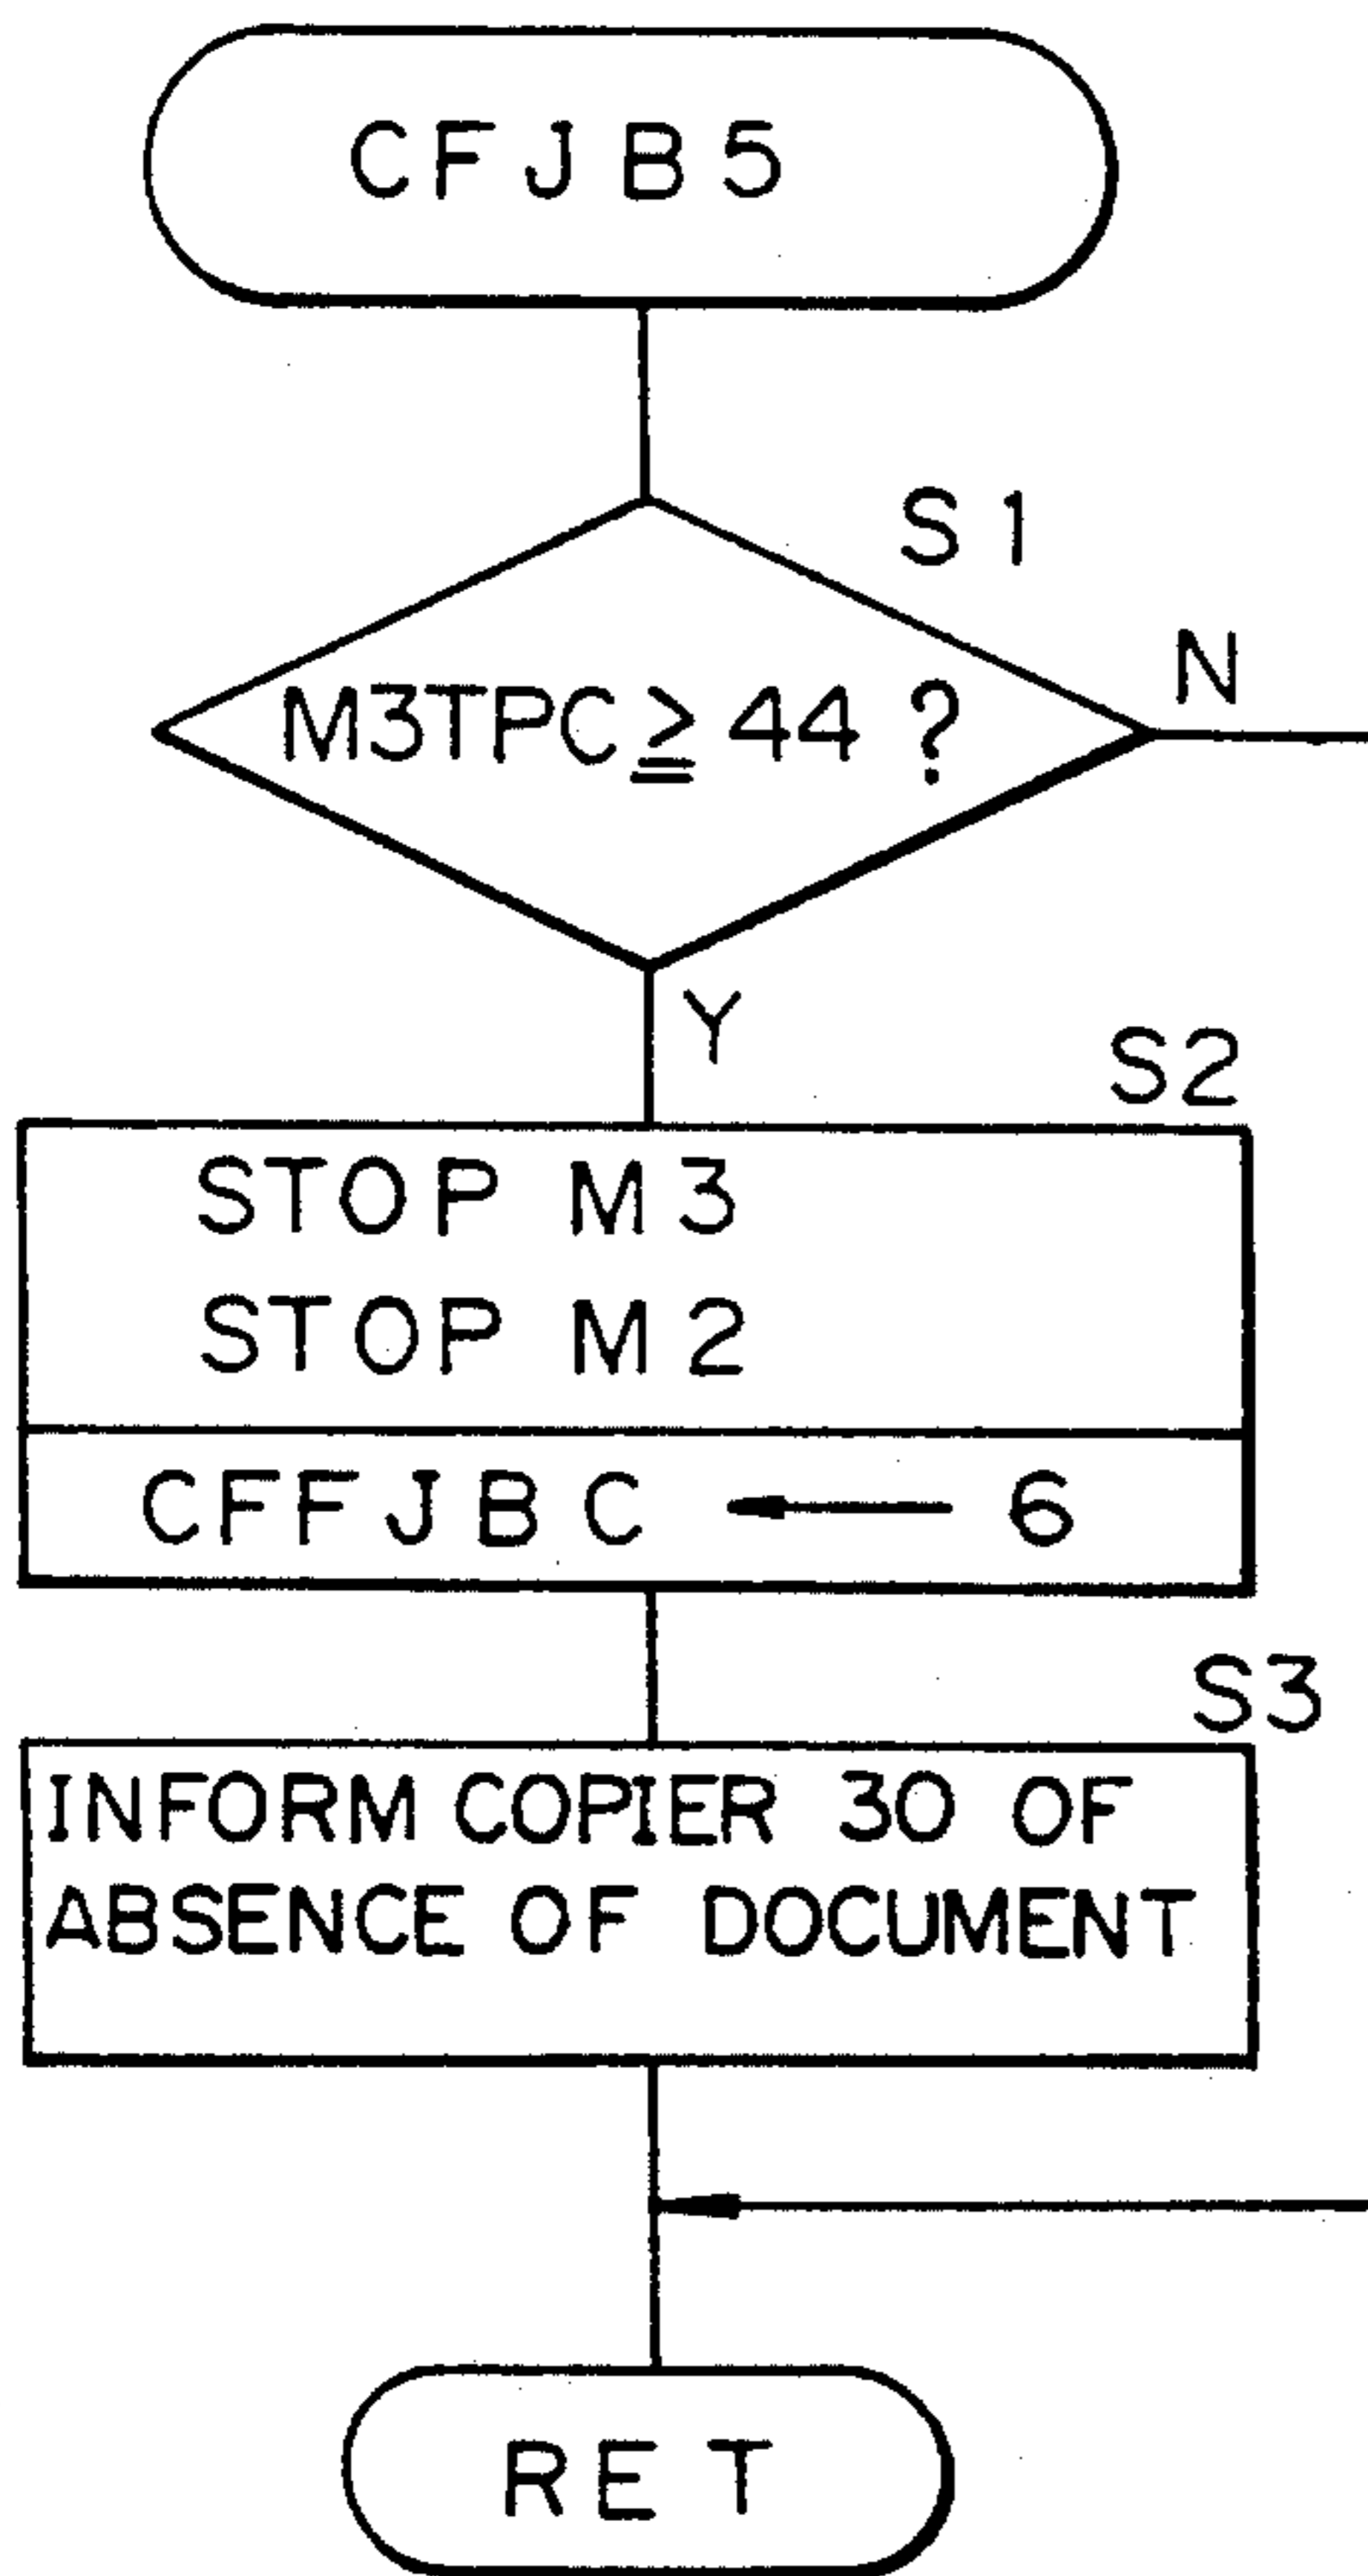 CFJB5
S1
M3TPC≧44?
N
Y
S2
STOP M3
STOP M2
CFFJBC ← 6
S3
INFORM COPIER 30 OF
ABSENCE OF DOCUMENT
RET